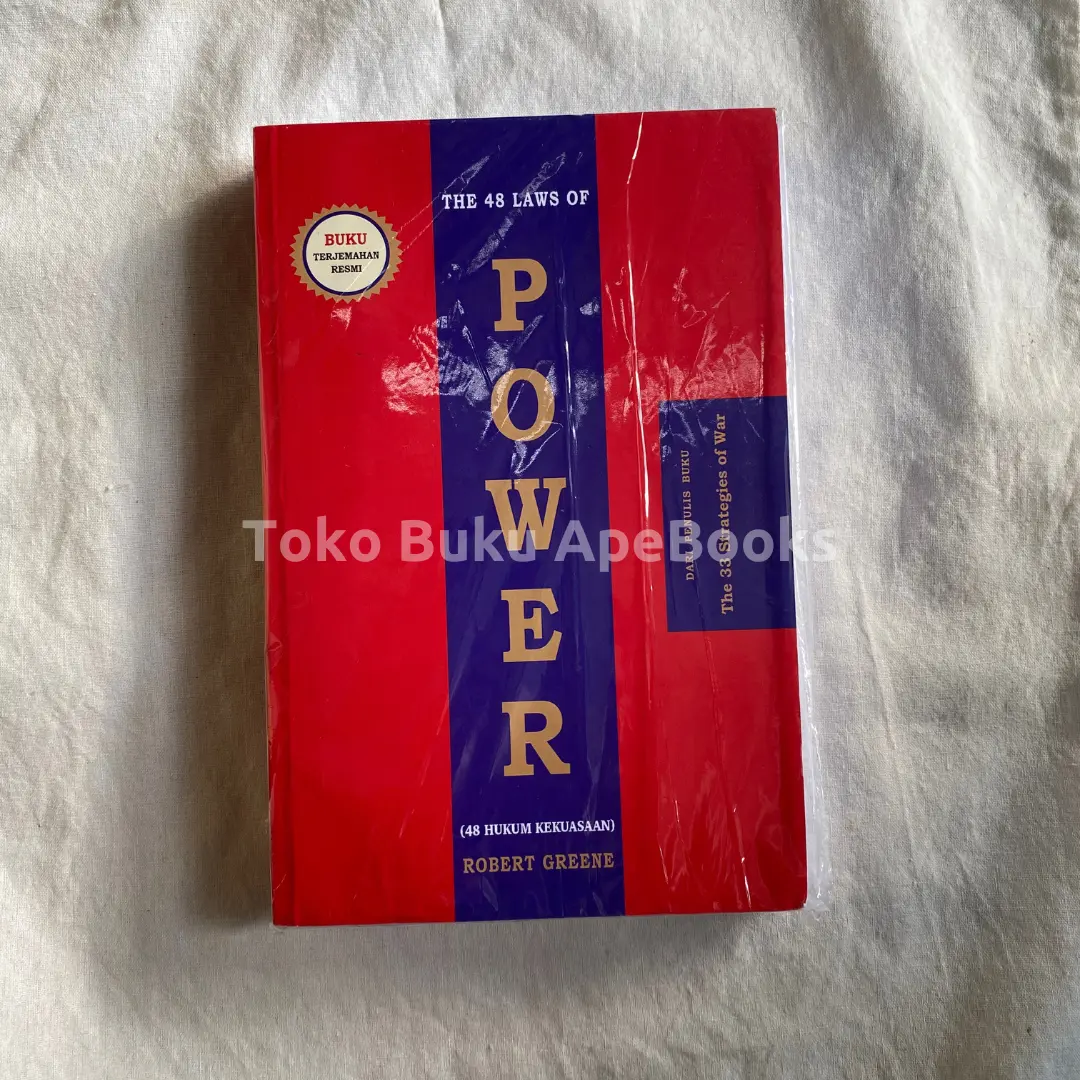 THE 48 LAWS OF
POWER
BUKU
TERJEMAHAN
RESMI
DARI PENULIS BUKU
The 33 Strategies of War
Toko Buku ApeBooks
(48 HUKUM KEKUASAAN)
ROBERT GREENE